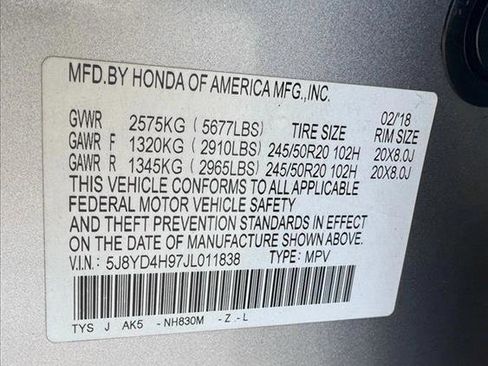 MFD.BY HONDA OF AMERICA MFG.,INC.
02/18
GVWR 2575KG (5677LBS) TIRE SIZE RIM SIZE
GAWR F 1320KG (2910LBS) 245/50R20 102H 20X8.0J
GAWR R 1345KG (2965LBS) 245/50R20 102H 20X8.0J
THIS VEHICLE CONFORMS TO ALL APPLICABLE
FEDERAL MOTOR VEHICLE SAFETY
AND THEFT PREVENTION STANDARDS IN EFFECT
ON THE DATE OF MANUFACTURE SHOWN ABOVE.
V.I.N: 5J8YD4H97JL011838 TYPE: MPV
TYS J AK5 -NH830M -Z -L